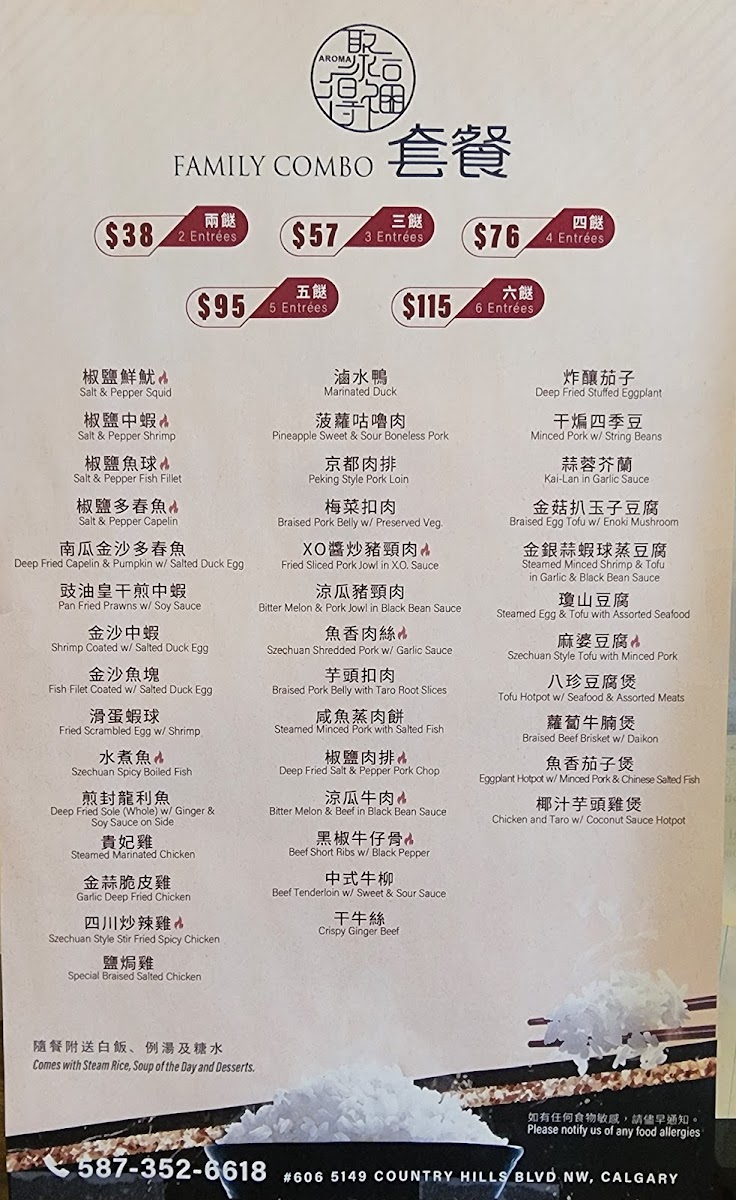 AROMA
聚福得
FAMILY COMBO 套餐
$38 兩餸
2 Entrées
$57 三餸
3 Entrées
$76 四餸
4 Entrées
$95 五餸
5 Entrées
$115 六餸
6 Entrées
椒鹽鮮魷
Salt & Pepper Squid
椒鹽中蝦
Salt & Pepper Shrimp
椒鹽魚球
Salt & Pepper Fish Fillet
椒鹽多春魚
Salt & Pepper Capelin
南瓜金沙多春魚
Deep Fried Capelin & Pumpkin w/ Salted Duck Egg
豉油皇干煎中蝦
Pan Fried Prawns w/ Soy Sauce
金沙中蝦
Shrimp Coated w/ Salted Duck Egg
金沙魚塊
Fish Filet Coated w/ Salted Duck Egg
滑蛋蝦球
Fried Scrambled Egg w/ Shrimp
水煮魚
Szechuan Spicy Boiled Fish
煎封龍利魚
Deep Fried Sole (Whole) w/ Ginger &
Soy Sauce on Side
貴妃雞
Steamed Marinated Chicken
金蒜脆皮雞
Garlic Deep Fried Chicken
四川炒辣雞
Szechuan Style Stir Fried Spicy Chicken
鹽焗雞
Special Braised Salted Chicken
滷水鴨
Marinated Duck
菠蘿咕嚕肉
Pineapple Sweet & Sour Boneless Pork
京都肉排
Peking Style Pork Loin
梅菜扣肉
Braised Pork Belly w/ Preserved Veg.
XO醬炒豬頸肉
Fried Sliced Pork Jowl in X.O. Sauce
涼瓜豬頸肉
Bitter Melon & Pork Jowl in Black Bean Sauce
魚香肉絲
Szechuan Shredded Pork w/ Garlic Sauce
芋頭扣肉
Braised Pork Belly with Taro Root Slices
咸魚蒸肉餅
Steamed Minced Pork with Salted Fish
椒鹽肉排
Deep Fried Salt & Pepper Pork Chop
涼瓜牛肉
Bitter Melon & Beef in Black Bean Sauce
黑椒牛仔骨
Beef Short Ribs w/ Black Pepper
中式牛柳
Beef Tenderloin w/ Sweet & Sour Sauce
干牛絲
Crispy Ginger Beef
炸釀茄子
Deep Fried Stuffed Eggplant
干煸四季豆
Minced Pork w/ String Beans
蒜蓉芥蘭
Kai-Lan in Garlic Sauce
金菇扒玉子豆腐
Braised Egg Tofu w/ Enoki Mushroom
金銀蒜蝦球蒸豆腐
Steamed Minced Shrimp & Tofu
in Garlic & Black Bean Sauce
瓊山豆腐
Steamed Egg & Tofu with Assorted Seafood
麻婆豆腐
Szechuan Style Tofu with Minced Pork
八珍豆腐煲
Tofu Hotpot w/ Seafood & Assorted Meats
蘿蔔牛腩煲
Braised Beef Brisket w/ Daikon
魚香茄子煲
Eggplant Hotpot w/ Minced Pork & Chinese Salted Fish
椰汁芋頭雞煲
Chicken and Taro w/ Coconut Sauce Hotpot
隨餐附送白飯、例湯及糖水
Comes with Steam Rice, Soup of the Day and Desserts.
如有任何食物敏感，請儘早通知。
Please notify us of any food allergies
587-352-6618 #606 5149 COUNTRY HILLS BLVD NW, CALGARY